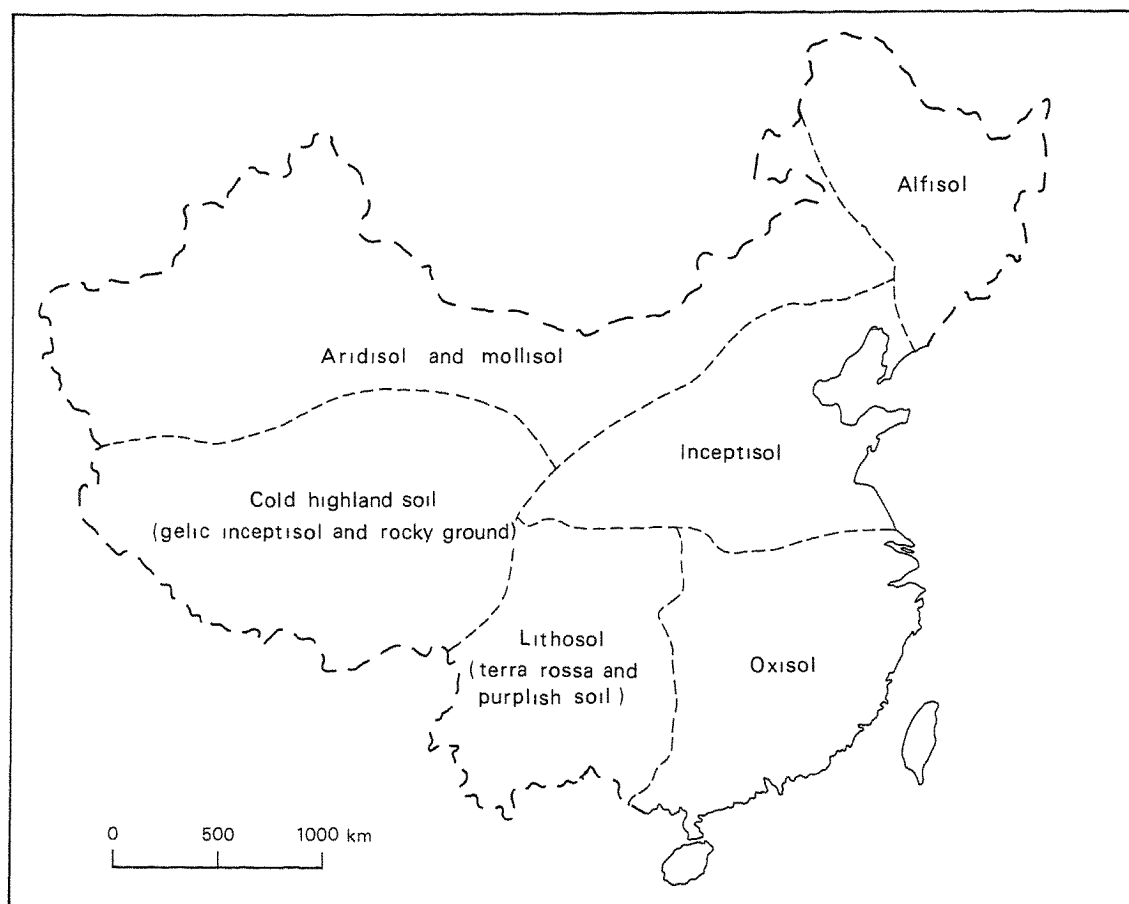 Alfisol
Aridisol and mollisol
Inceptisol
Cold highland soil
(gelic inceptisol and rocky ground)
Lithosol
(terra rossa and
purplish soil)
Oxisol
0 500 1000 km